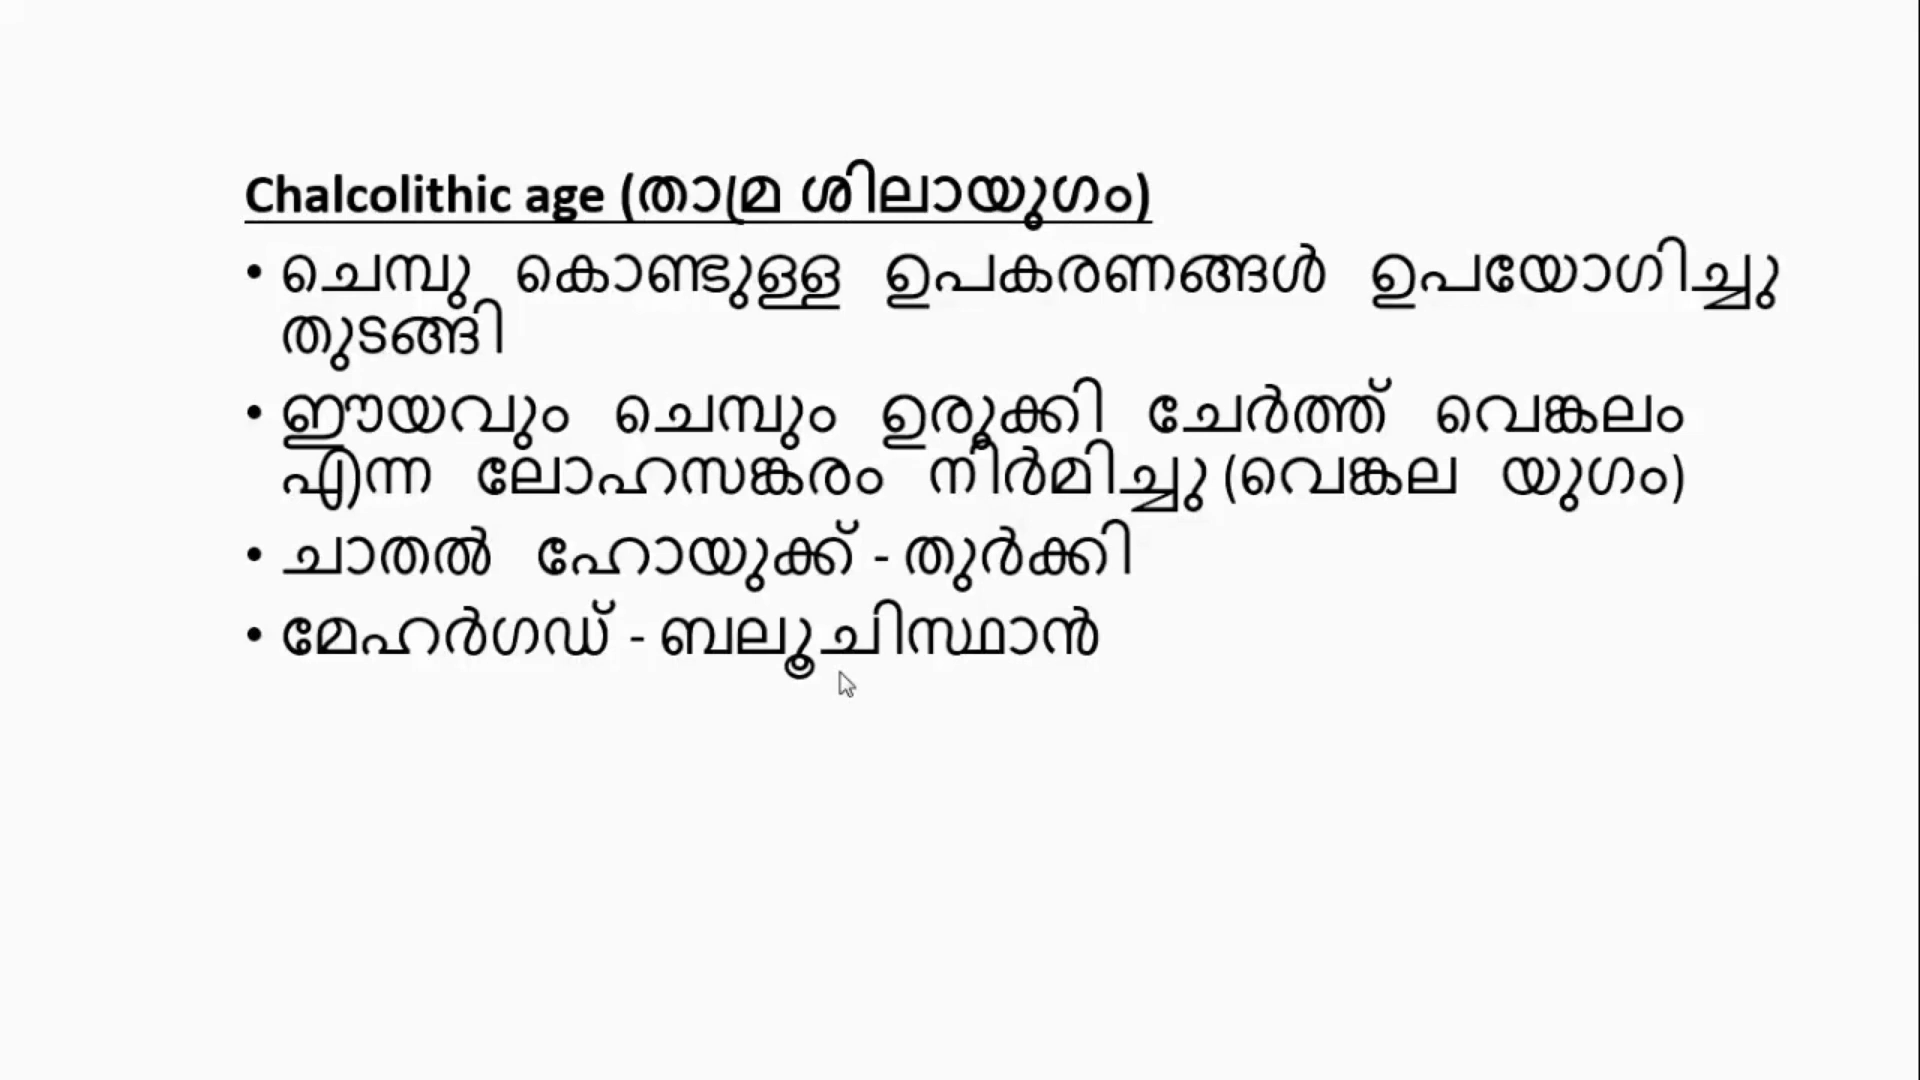 Chalcolithic age (താമ്ര ശിലായുഗം)
• ചെമ്പു കൊണ്ടുള്ള ഉപകരണങ്ങൾ ഉപയോഗിച്ചു
തുടങ്ങി
• ഈയവും ചെമ്പും ഉരുക്കി ചേർത്ത് വെങ്കലം
എന്ന ലോഹസങ്കരം നിർമിച്ചു (വെങ്കല യുഗം)
• ചാതൽ ഹോയുക്ക് - തുർക്കി
• മേഹർഗഡ് - ബലൂചിസ്ഥാൻ